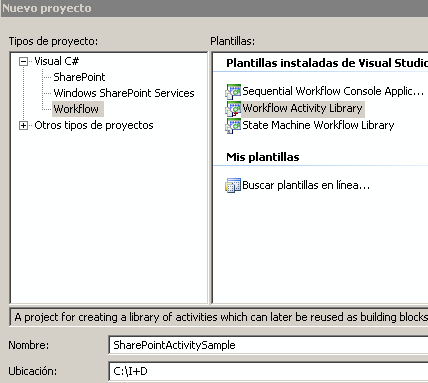 Nuevo proyecto
Tipos de proyecto:
Plantillas:
Visual C#
SharePoint
Windows SharePoint Services
Workflow
Otros tipos de proyectos
Plantillas instaladas de Visual Studio
Sequential Workflow Console Applic...
Workflow Activity Library
State Machine Workflow Library
Mis plantillas
Buscar plantillas en línea...
A project for creating a library of activities which can later be reused as building blocks
Nombre:
SharePointActivitySample
Ubicación:
C:\I+D